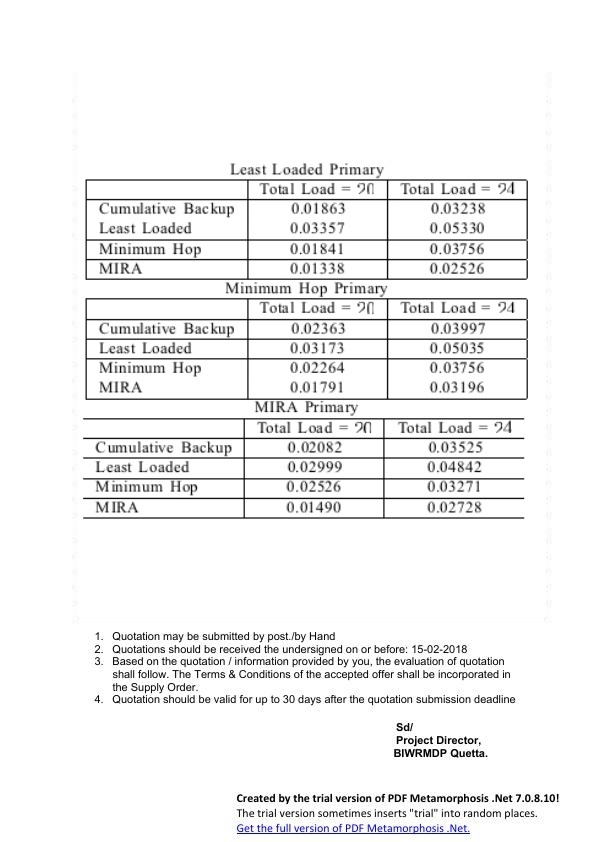 Least Loaded Primary
Total Load = 20 Total Load = 24
Cumulative Backup 0.01863 0.03238
Least Loaded 0.03357 0.05330
Minimum Hop 0.01841 0.03756
MIRA 0.01338 0.02526
Minimum Hop Primary
Total Load = 20 Total Load = 24
Cumulative Backup 0.02363 0.03997
Least Loaded 0.03173 0.05035
Minimum Hop 0.02264 0.03756
MIRA 0.01791 0.03196
MIRA Primary
Total Load = 20 Total Load = 24
Cumulative Backup 0.02082 0.03525
Least Loaded 0.02999 0.04842
Minimum Hop 0.02526 0.03271
MIRA 0.01490 0.02728
1. Quotation may be submitted by post./by Hand
2. Quotations should be received the undersigned on or before: 15-02-2018
3. Based on the quotation / information provided by you, the evaluation of quotation
shall follow. The Terms & Conditions of the accepted offer shall be incorporated in
the Supply Order.
4. Quotation should be valid for up to 30 days after the quotation submission deadline
Sd/
Project Director,
BIWRMDP Quetta.
Created by the trial version of PDF Metamorphosis .Net 7.0.8.10!
The trial version sometimes inserts "trial" into random places.
Get the full version of PDF Metamorphosis .Net.